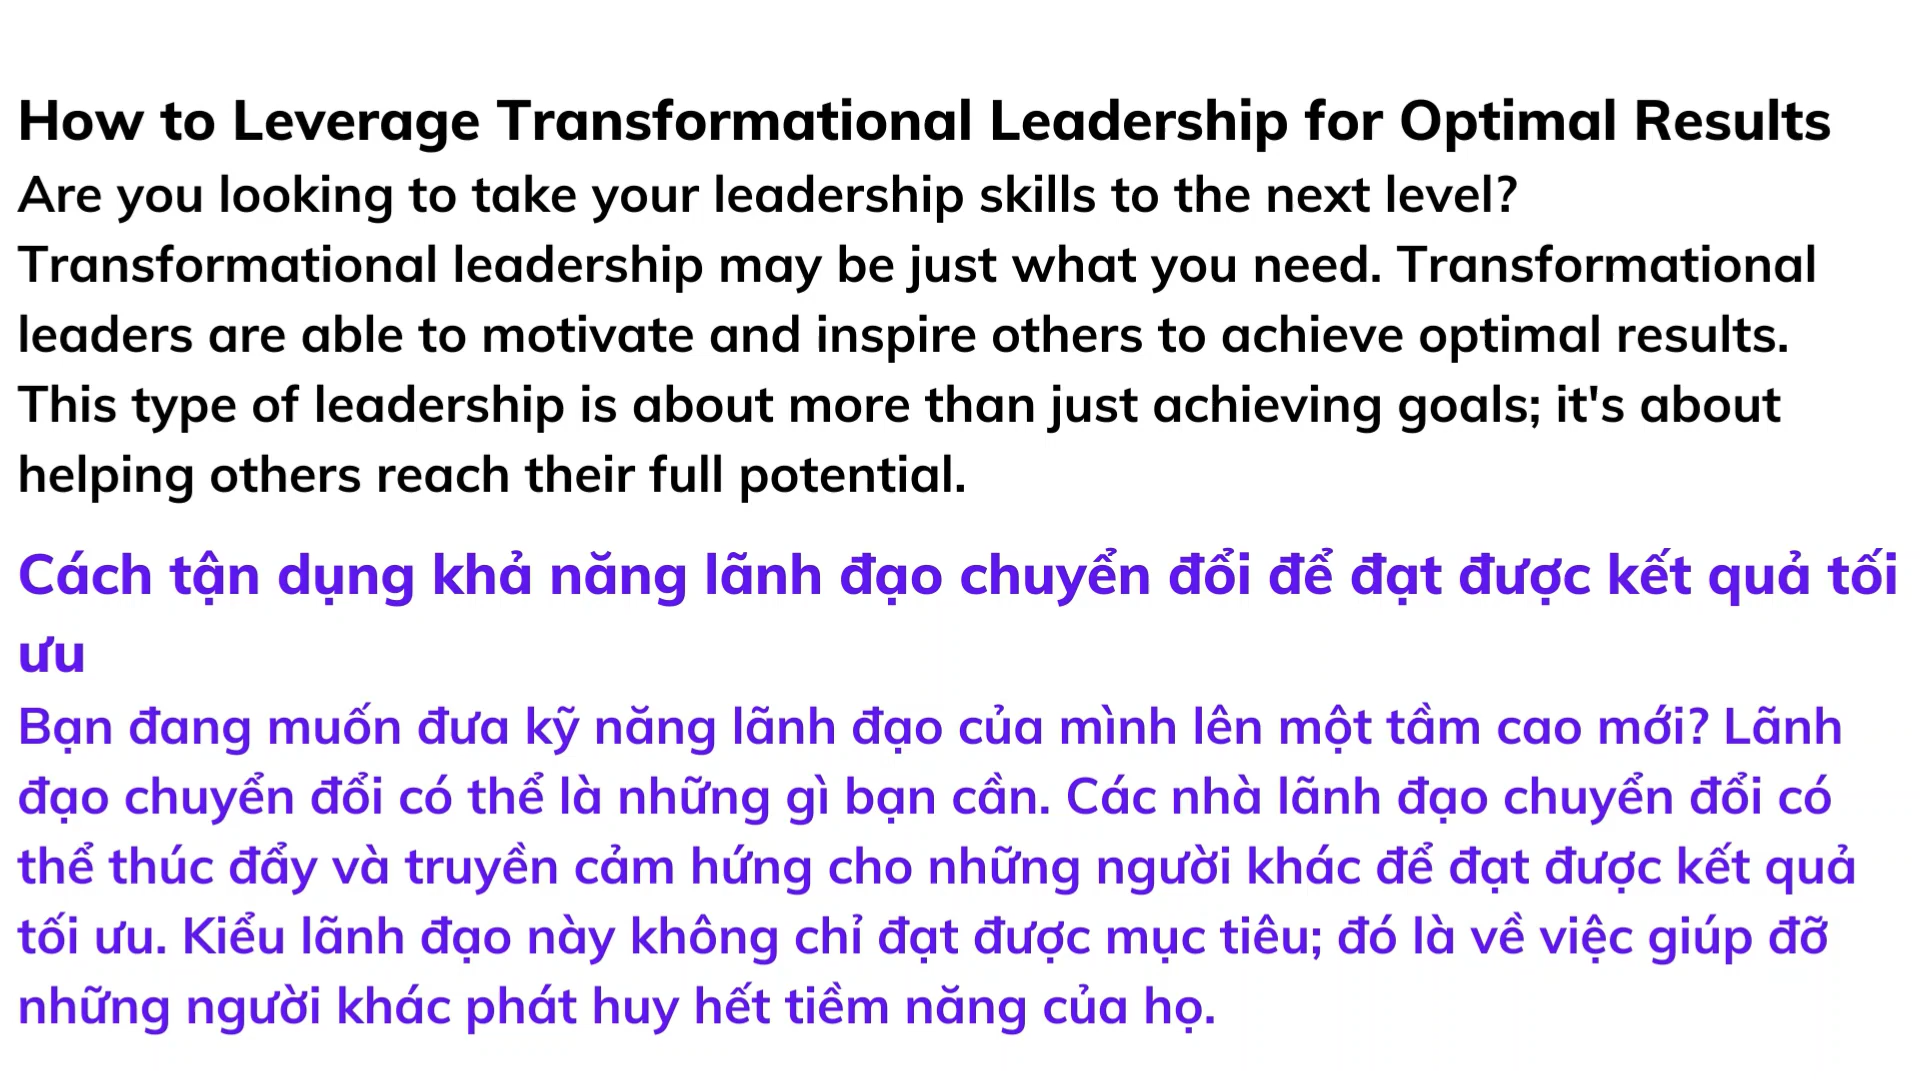 How to Leverage Transformational Leadership for Optimal Results
Are you looking to take your leadership skills to the next level?
Transformational leadership may be just what you need. Transformational
leaders are able to motivate and inspire others to achieve optimal results.
This type of leadership is about more than just achieving goals; it's about
helping others reach their full potential.
Cách tận dụng khả năng lãnh đạo chuyển đổi để đạt được kết quả tối
ưu
Bạn đang muốn đưa kỹ năng lãnh đạo của mình lên một tầm cao mới? Lãnh
đạo chuyển đổi có thể là những gì bạn cần. Các nhà lãnh đạo chuyển đổi có
thể thúc đẩy và truyền cảm hứng cho những người khác để đạt được kết quả
tối ưu. Kiểu lãnh đạo này không chỉ đạt được mục tiêu; đó là về việc giúp đỡ
những người khác phát huy hết tiềm năng của họ.